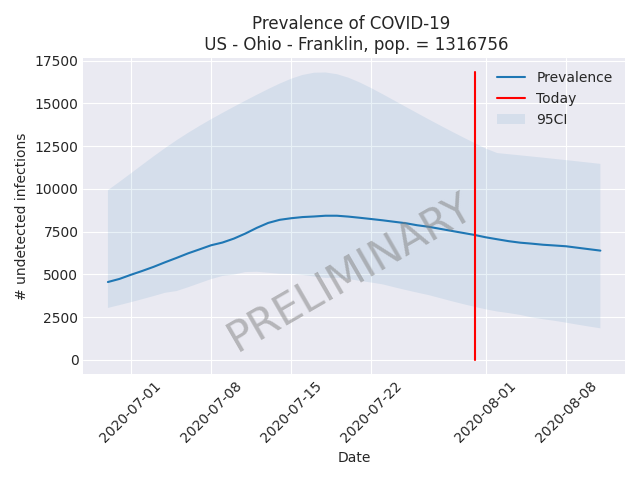 Prevalence of COVID-19
US - Ohio - Franklin, pop. = 1316756
17500
15000
12500
10000
7500
5000
2500
0
# undetected infections
Prevalence
Today
95CI
PRELIMINARY
2020-07-01
2020-07-08
2020-07-15
2020-07-22
2020-08-01
2020-08-08
Date